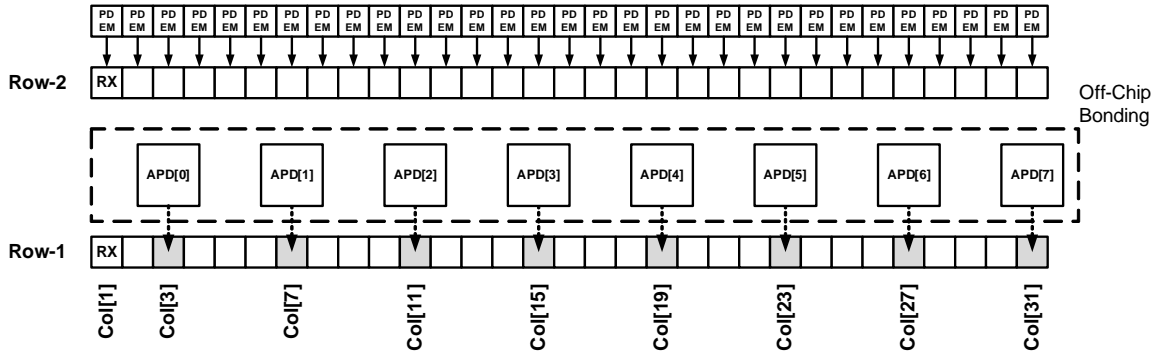 PD PD PD PD PD PD PD PD PD PD PD PD PD PD PD PD PD PD PD PD PD PD PD PD PD PD PD PD PD PD PD
EM EM EM EM EM EM EM EM EM EM EM EM EM EM EM EM EM EM EM EM EM EM EM EM EM EM EM EM EM EM EM
Row-2 RX
Off-Chip
Bonding
APD[0] APD[1] APD[2] APD[3] APD[4] APD[5] APD[6] APD[7]
Row-1 RX
Col[1] Col[3] Col[7] Col[11] Col[15] Col[19] Col[23] Col[27] Col[31]